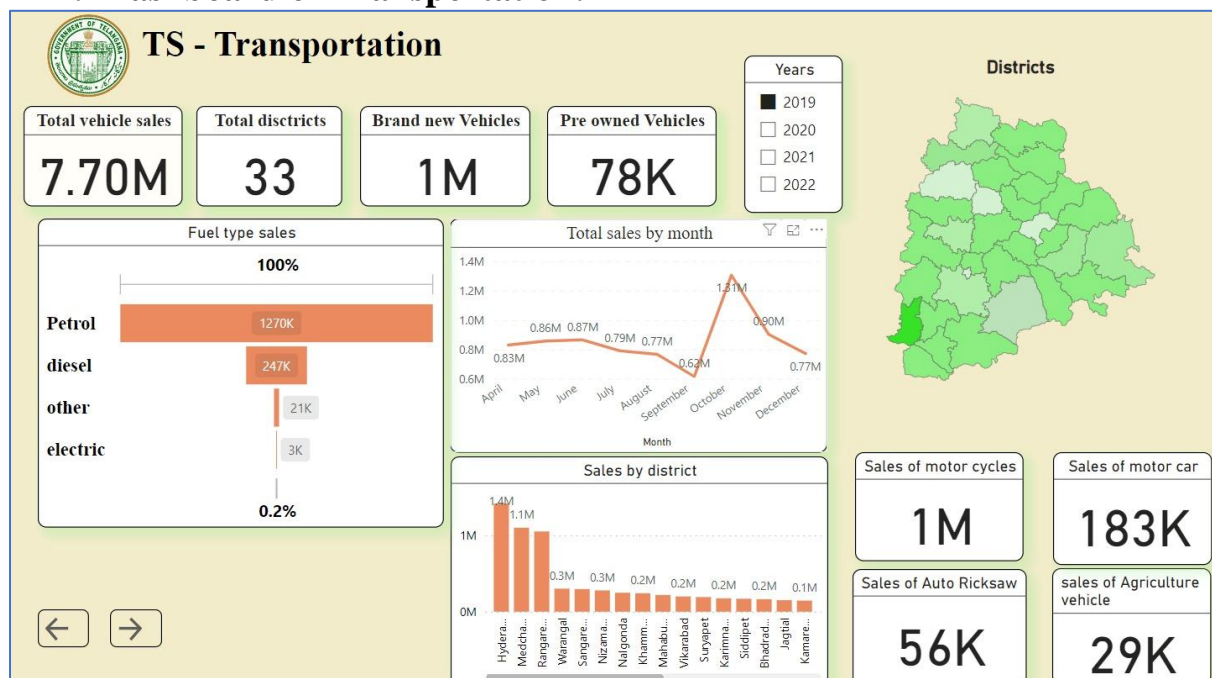 TS - Transportation
GOVERNMENT OF TELANGANA
Total vehicle sales
7.70M
Total disctricts
33
Brand new Vehicles
1M
Pre owned Vehicles
78K
Years
2019
2020
2021
2022
Districts
Fuel type sales
100%
Petrol
1270K
diesel
247K
other
21K
electric
3K
0.2%
Total sales by month
1.4M
1.2M
1.0M
0.8M
0.6M
0.83M
0.86M
0.87M
0.79M
0.77M
0.62M
1.31M
0.90M
0.77M
April
May
June
July
August
September
October
November
December
Month
Sales by district
1M
0M
1.4M
1.1M
0.3M
0.3M
0.2M
0.2M
0.2M
0.2M
0.1M
Hydera...
Medcha...
Rangare...
Warangal
Sangare...
Nizama...
Nalgonda
Khamm...
Mahabu...
Vikarabad
Suryapet
Karimna...
Siddipet
Bhadrad...
Jagtial
Kamare...
Sales of motor cycles
1M
Sales of motor car
183K
Sales of Auto Ricksaw
56K
sales of Agriculture
vehicle
29K